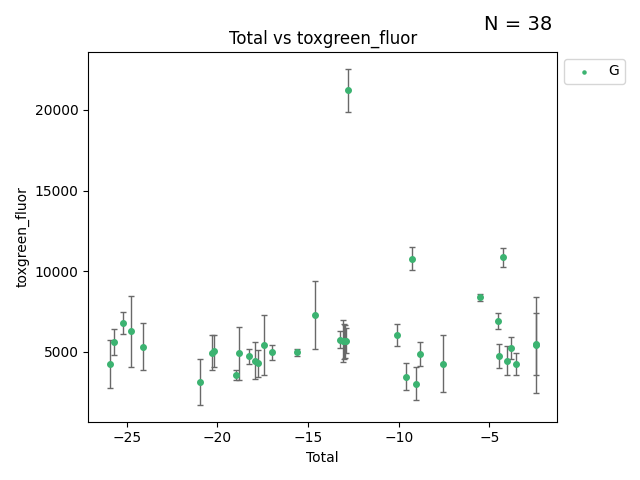 N = 38
Total vs toxgreen_fluor
G
20000
15000
10000
5000
toxgreen_fluor
−25
−20
−15
−10
−5
Total